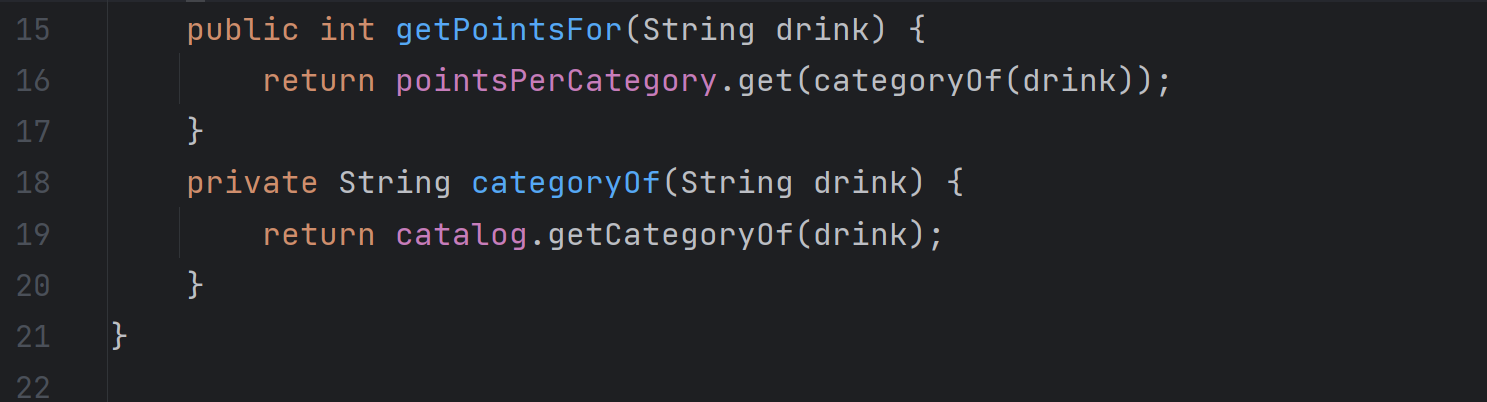 15 public int getPointsFor(String drink) {
16 return pointsPerCategory.get(categoryOf(drink));
17 }
18 private String categoryOf(String drink) {
19 return catalog.getCategoryOf(drink);
20 }
21 }
22